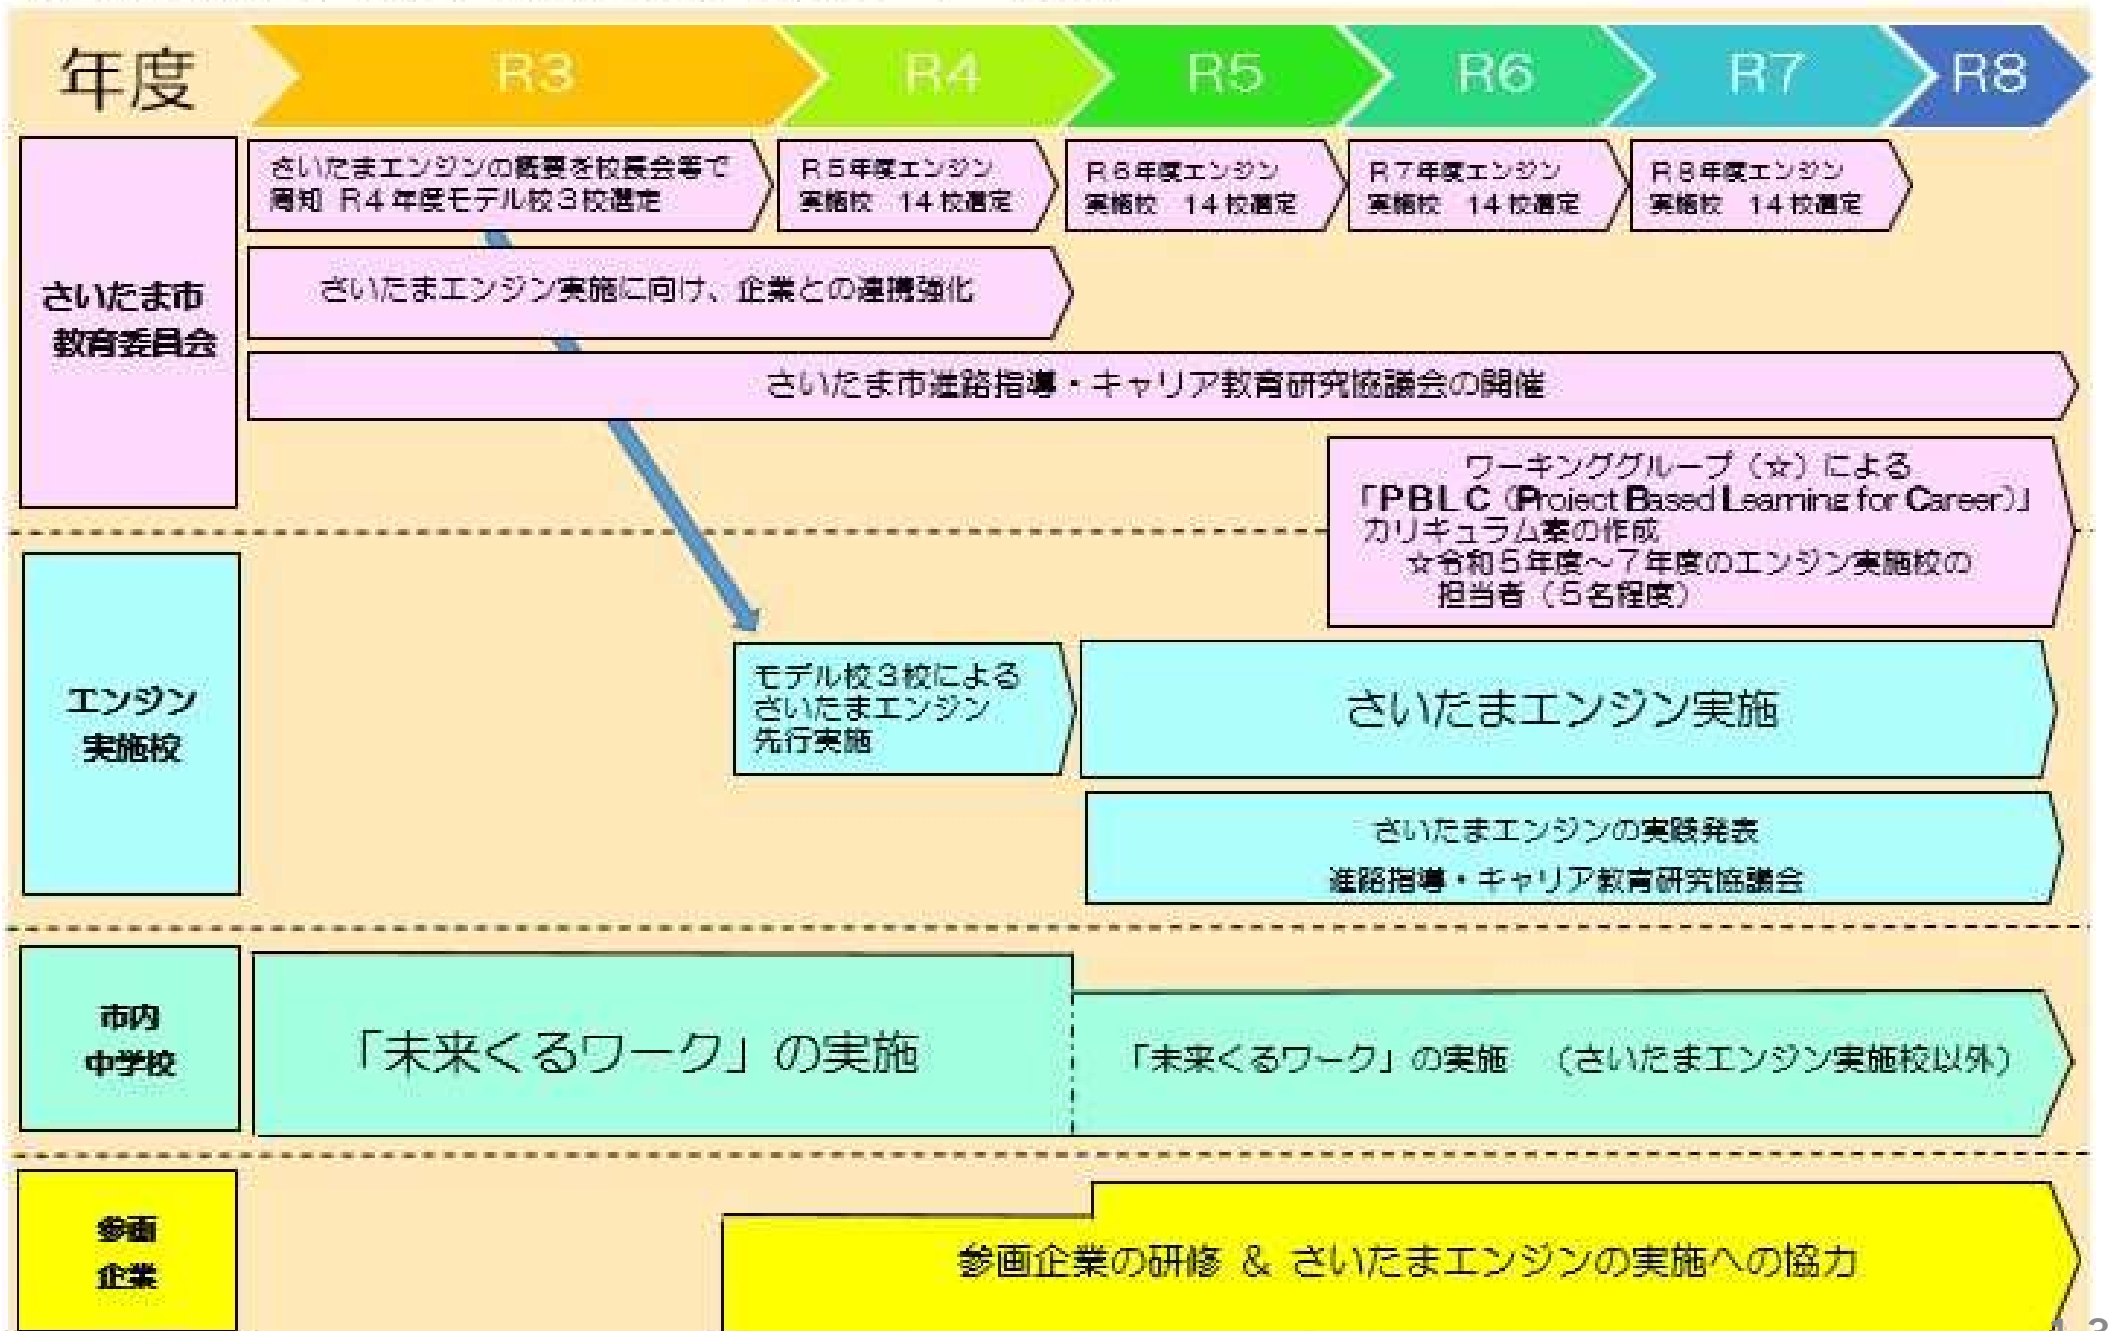 年度
R3
R4
R5
R6
R7
R8
さいたま市
教育委員会
さいたまエンジンの概要を校長会等で
周知 R4年度モデル校3校選定
R5年度エンジン
実施校 14校選定
R6年度エンジン
実施校 14校選定
R7年度エンジン
実施校 14校選定
R8年度エンジン
実施校 14校選定
さいたまエンジン実施に向け、企業との連携強化
さいたま市進路指導・キャリア教育研究協議会の開催
ワーキンググループ（☆）による
「PBLC（Project Based Learning for Career）」
カリキュラム案の作成
☆令和5年度～7年度のエンジン実施校の
担当者（5名程度）
エンジン
実施校
モデル校3校による
さいたまエンジン
先行実施
さいたまエンジン実施
さいたまエンジンの実践発表
進路指導・キャリア教育研究協議会
市内
中学校
「未来くるワーク」の実施
「未来くるワーク」の実施 （さいたまエンジン実施校以外）
参画
企業
参画企業の研修 & さいたまエンジンの実施への協力